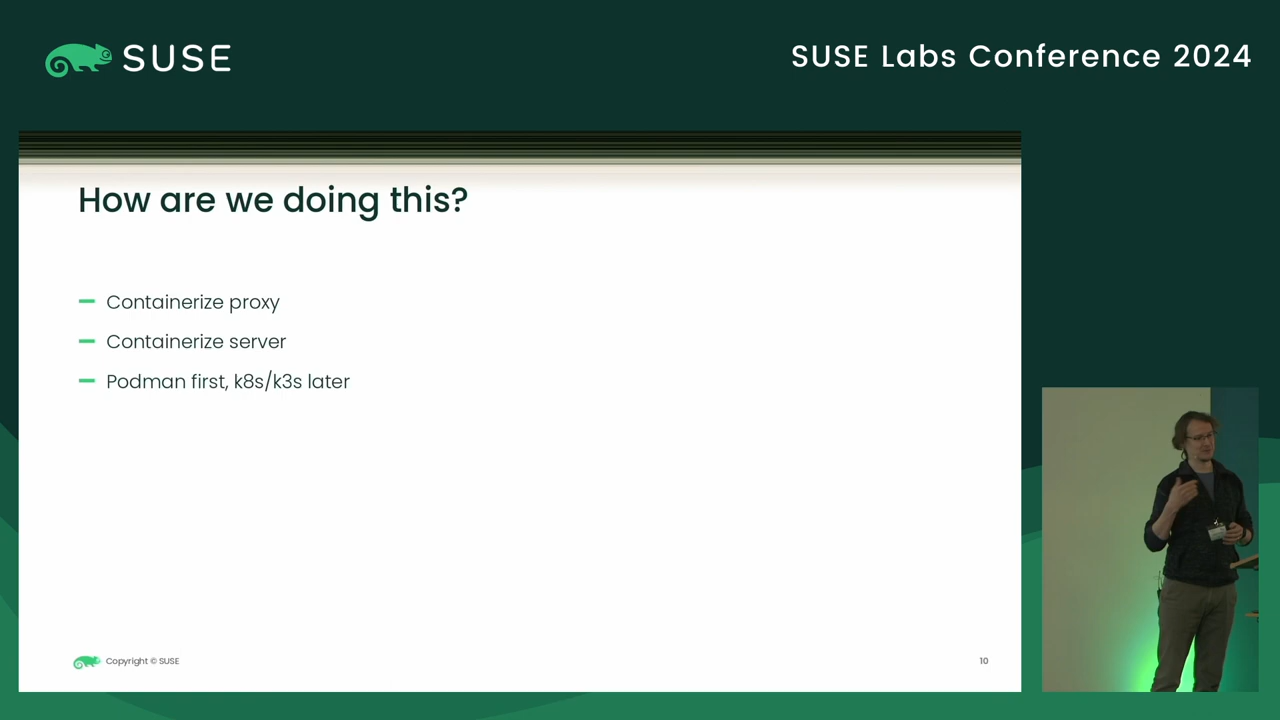 SUSE
SUSE Labs Conference 2024
How are we doing this?
Containerize proxy
Containerize server
Podman first, k8s/k3s later
Copyright © SUSE
10